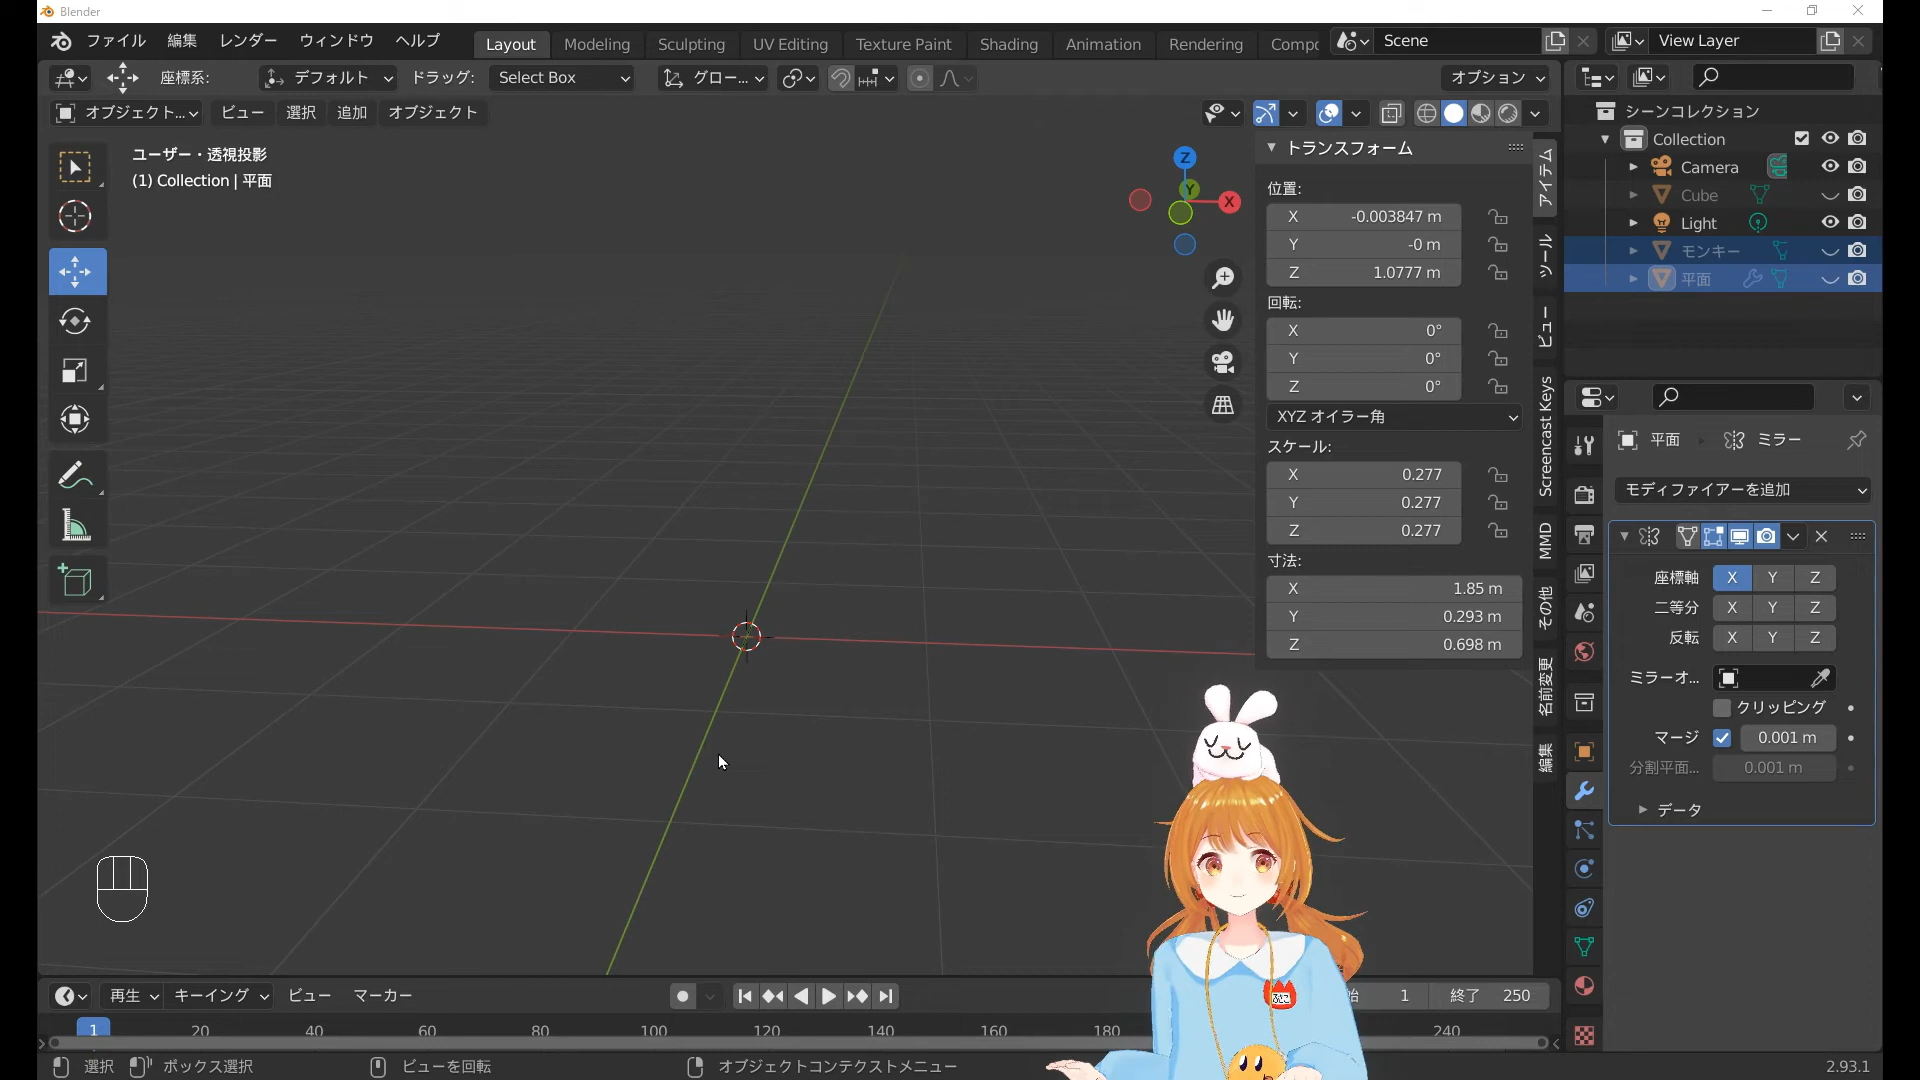 Blender
ファイル 編集 レンダー ウィンドウ ヘルプ Layout Modeling Sculpting UV Editing Texture Paint Shading Animation Rendering Compo Scene View Layer
座標系: デフォルト ドラッグ: Select Box グロー... オプション
オブジェクト... ビュー 選択 追加 オブジェクト
ユーザー・透視投影
(1) Collection | 平面
Z
Y
X
トランスフォーム
位置:
X -0.003847 m
Y -0 m
Z 1.0777 m
回転:
X 0°
Y 0°
Z 0°
XYZ オイラー角
スケール:
X 0.277
Y 0.277
Z 0.277
寸法:
X 1.85 m
Y 0.293 m
Z 0.698 m
アイテム
ツール
ビュー
Screencast Keys
MMD
その他
名前変更
編集
シーンコレクション
Collection
Camera
Cube
Light
モンキー
平面
平面 ミラー
モディファイアーを追加
座標軸 X Y Z
二等分 X Y Z
反転 X Y Z
ミラーオ...
クリッピング
マージ 0.001 m
分割平面... 0.001 m
データ
再生 キーイング ビュー マーカー 始 1 終了 250
1 20 40 60 80 100 120 140 160 180 240
選択 ボックス選択 ビューを回転 オブジェクトコンテクストメニュー 2.93.1